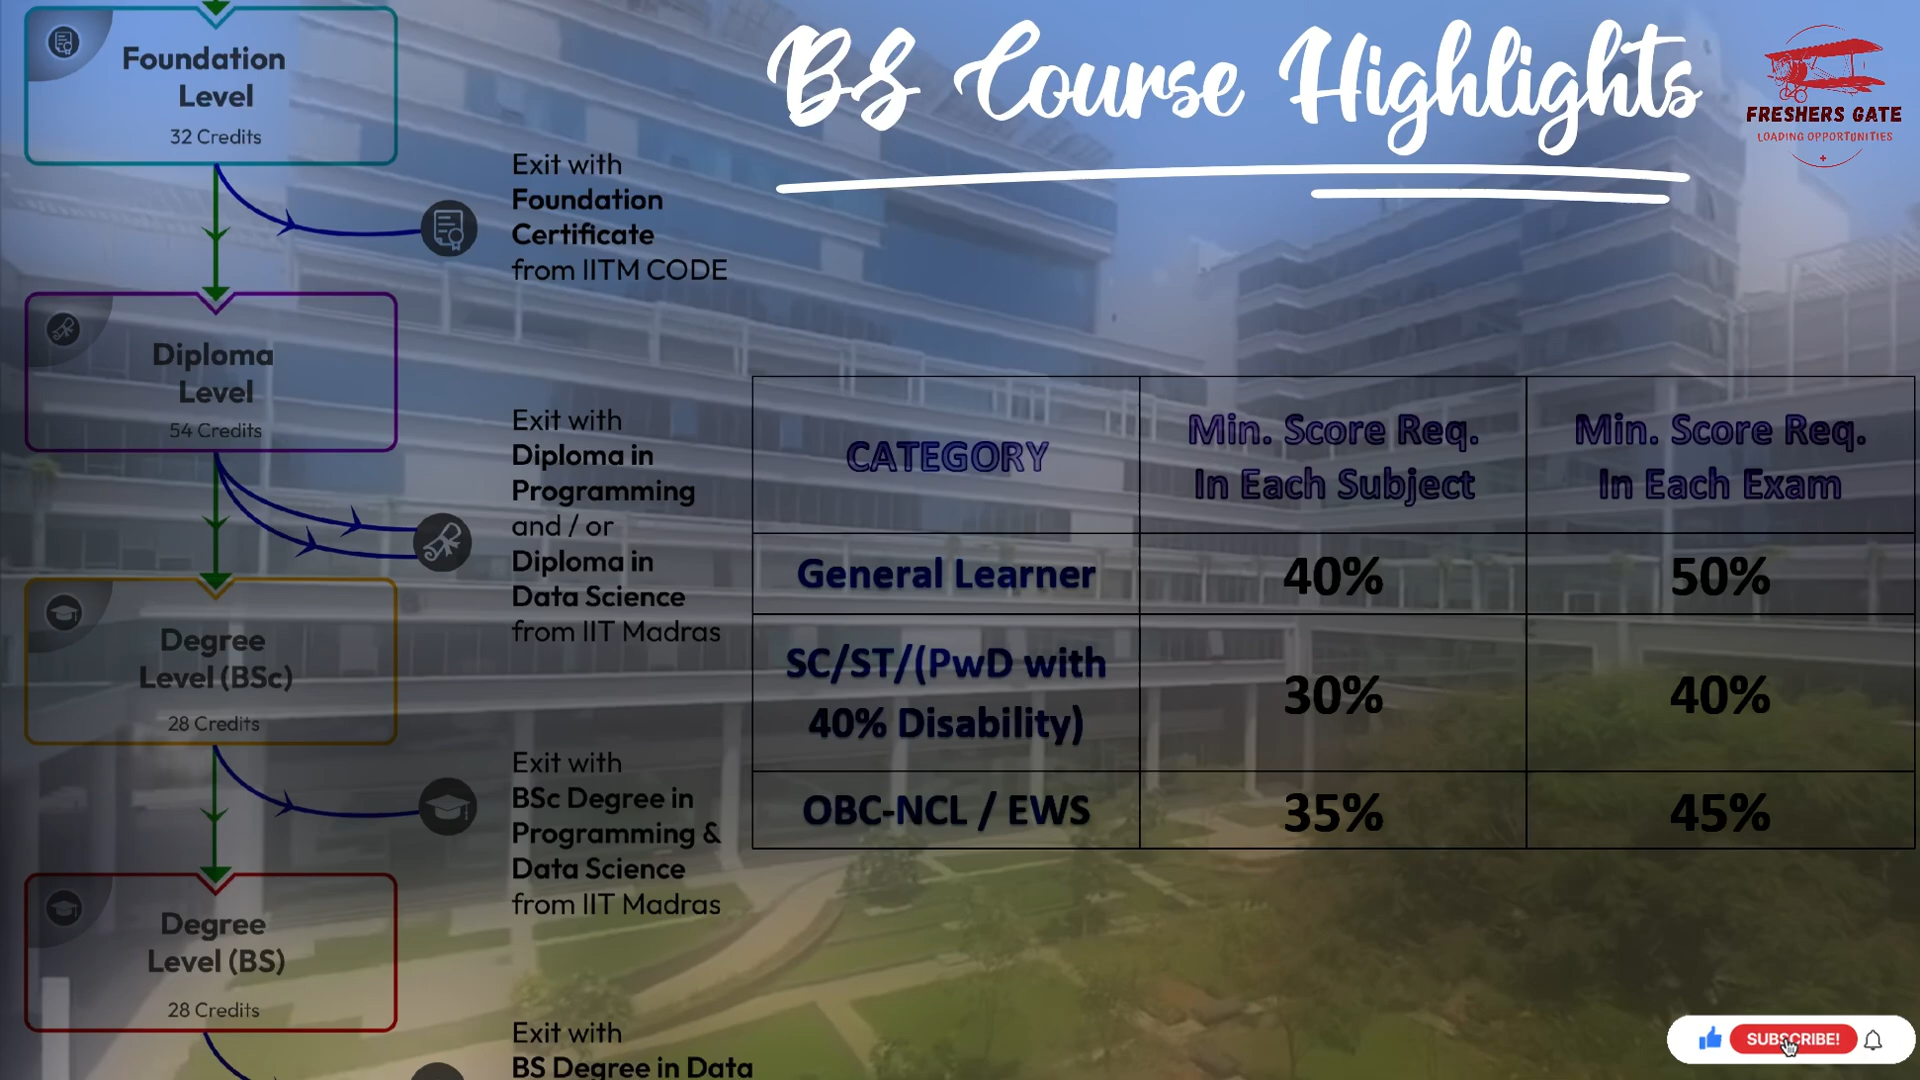 BS Course Highlights
FRESHERS GATE
LOADING OPPORTUNITIES
Foundation
Level
32 Credits
Exit with
Foundation
Certificate
from IITM CODE
Diploma
Level
54 Credits
Exit with
Diploma in
Programming
and / or
Diploma in
Data Science
from IIT Madras
Degree
Level (BSc)
28 Credits
Exit with
BSc Degree in
Programming &
Data Science
from IIT Madras
Degree
Level (BS)
28 Credits
Exit with
BS Degree in Data
CATEGORY
Min. Score Req.
In Each Subject
Min. Score Req.
In Each Exam
General Learner
40%
50%
SC/ST/(PwD with
40% Disability)
30%
40%
OBC-NCL / EWS
35%
45%
SUBSCRIBE!